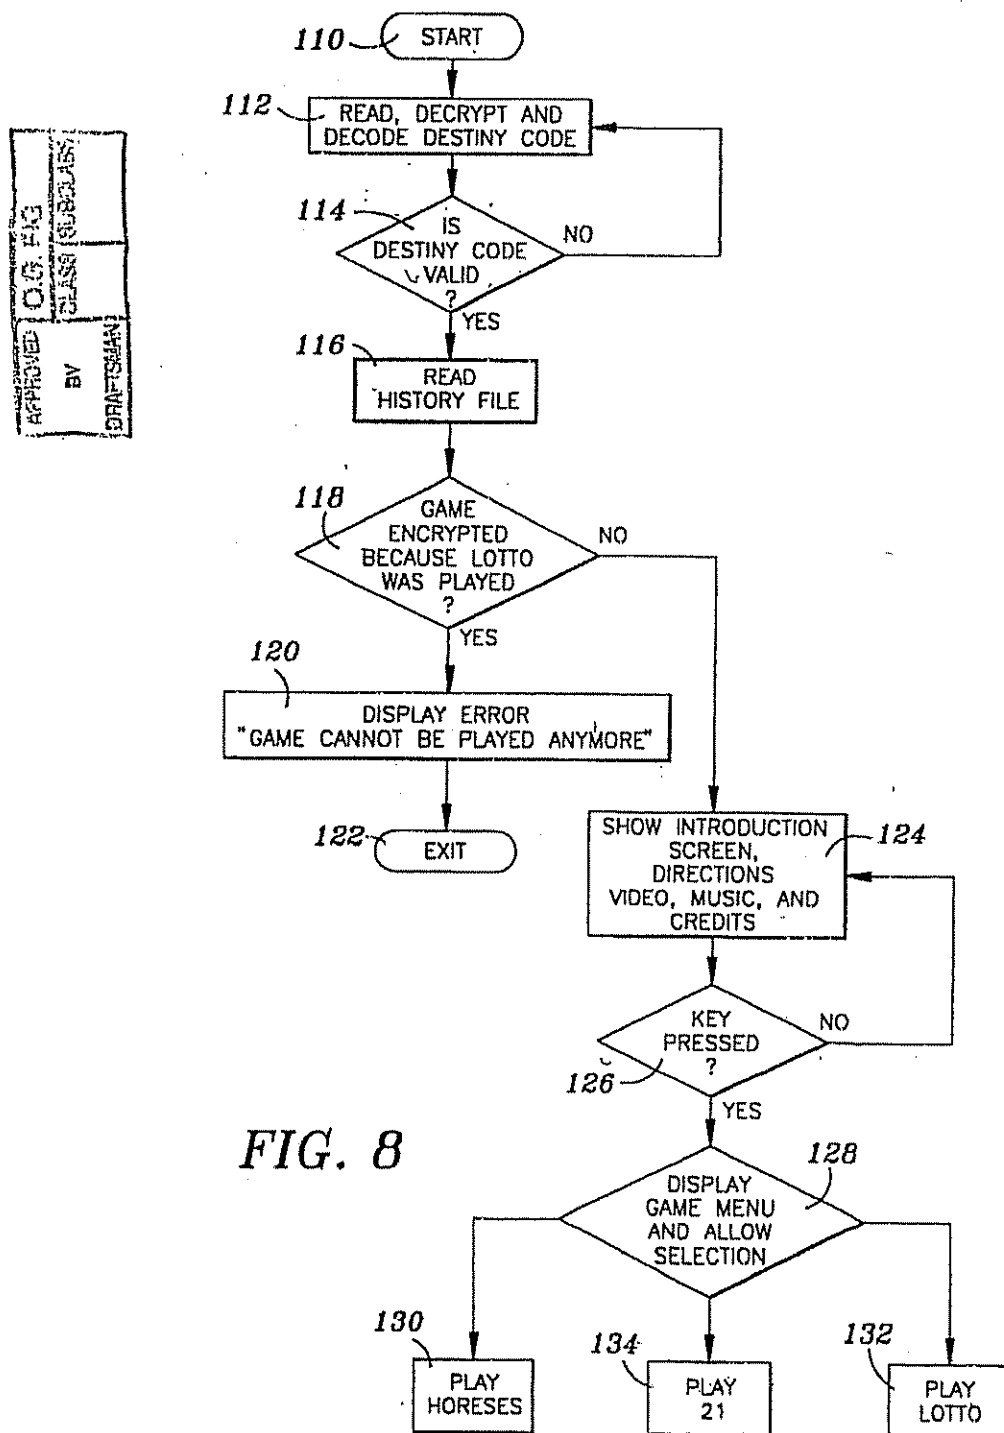 110
START
112
READ, DECRYPT AND
DECODE DESTINY CODE
114
IS
DESTINY CODE
VALID
?
NO
YES
116
READ
HISTORY FILE
118
GAME
ENCRYPTED
BECAUSE LOTTO
WAS PLAYED
?
NO
YES
120
DISPLAY ERROR
"GAME CANNOT BE PLAYED ANYMORE"
122
EXIT
SHOW INTRODUCTION
SCREEN,
DIRECTIONS
VIDEO, MUSIC, AND
CREDITS
124
KEY
PRESSED
?
NO
126
YES
FIG. 8
128
DISPLAY
GAME MENU
AND ALLOW
SELECTION
130
PLAY
HORESES
134
PLAY
21
132
PLAY
LOTTO
APPROVED
O.G. FIG
BY
CLASS
SUBCLASS
DRAFTSMAN